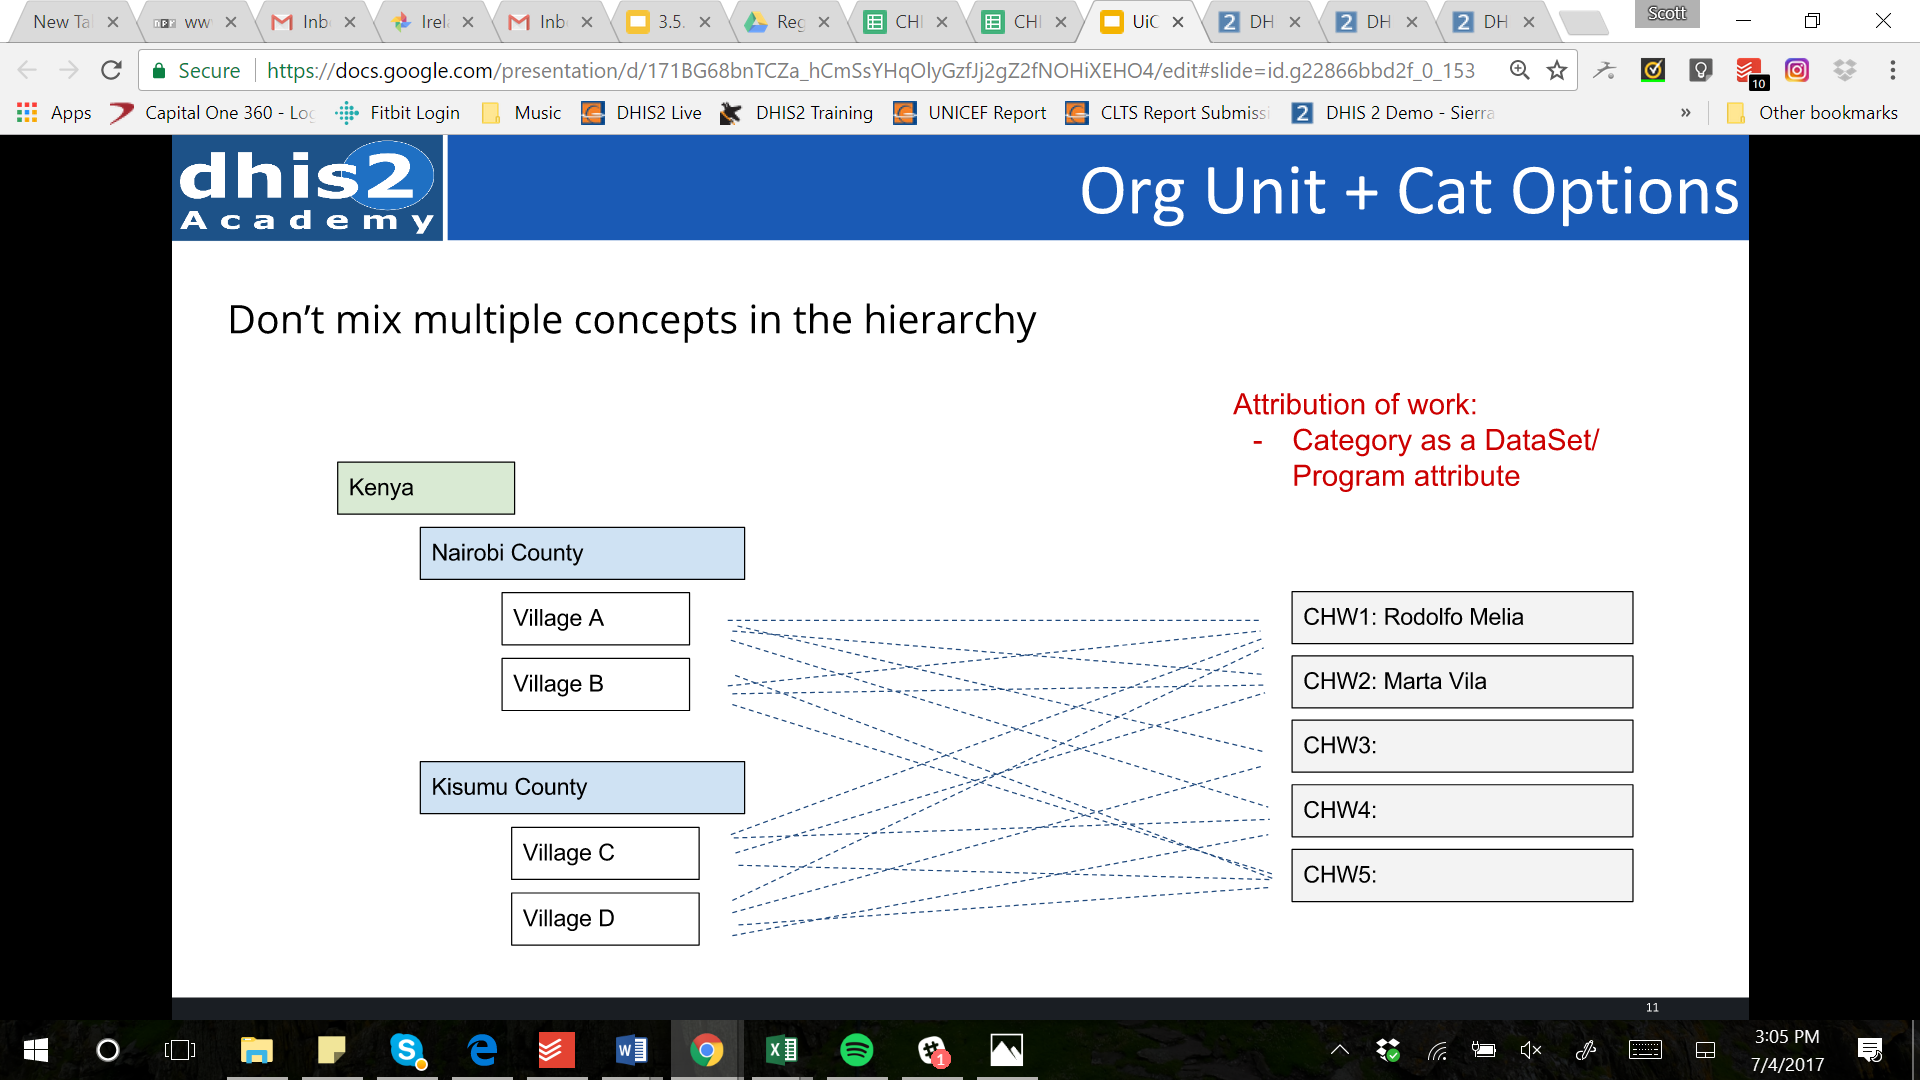 Scott
New Ta
ww
Inb
Irel
Inb
3.5.
Reg
CHI
CHI
UiO
DH
DH
DH
Secure
https://docs.google.com/presentation/d/171BG68bnTCZa_hCmSsYHqOlyGzfJj2gZ2fNOHiXEHO4/edit#slide=id.g22866bbd2f_0_153
10
Apps
Capital One 360 - Log
Fitbit Login
Music
DHIS2 Live
DHIS2 Training
UNICEF Report
CLTS Report Submissi
DHIS 2 Demo - Sierra
»
Other bookmarks
dhis2
Academy
Org Unit + Cat Options
Don't mix multiple concepts in the hierarchy
Attribution of work:
- Category as a DataSet/
Program attribute
Kenya
Nairobi County
Village A
Village B
Kisumu County
Village C
Village D
CHW1: Rodolfo Melia
CHW2: Marta Vila
CHW3:
CHW4:
CHW5:
11
1
3:05 PM
7/4/2017